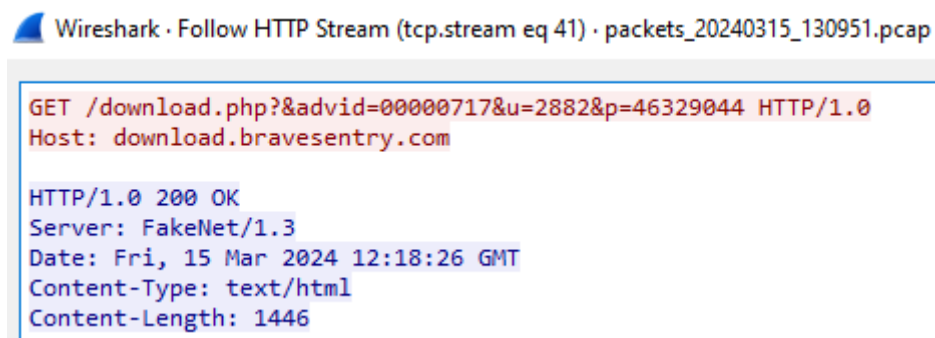 Wireshark · Follow HTTP Stream (tcp.stream eq 41) · packets_20240315_130951.pcap
GET /download.php?&advid=00000717&u=2882&p=46329044 HTTP/1.0
Host: download.bravesentry.com
HTTP/1.0 200 OK
Server: FakeNet/1.3
Date: Fri, 15 Mar 2024 12:18:26 GMT
Content-Type: text/html
Content-Length: 1446